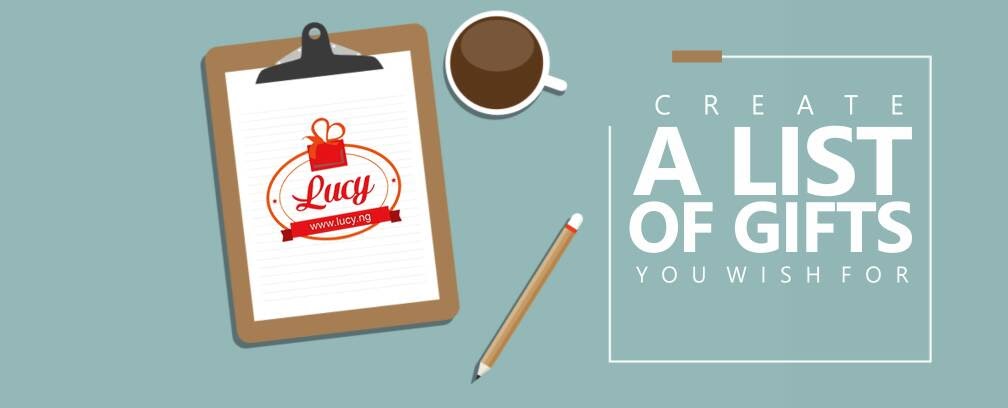 Lucy
www.lucy.ng
CREATE
A LIST
OF GIFTS
YOU WISH FOR